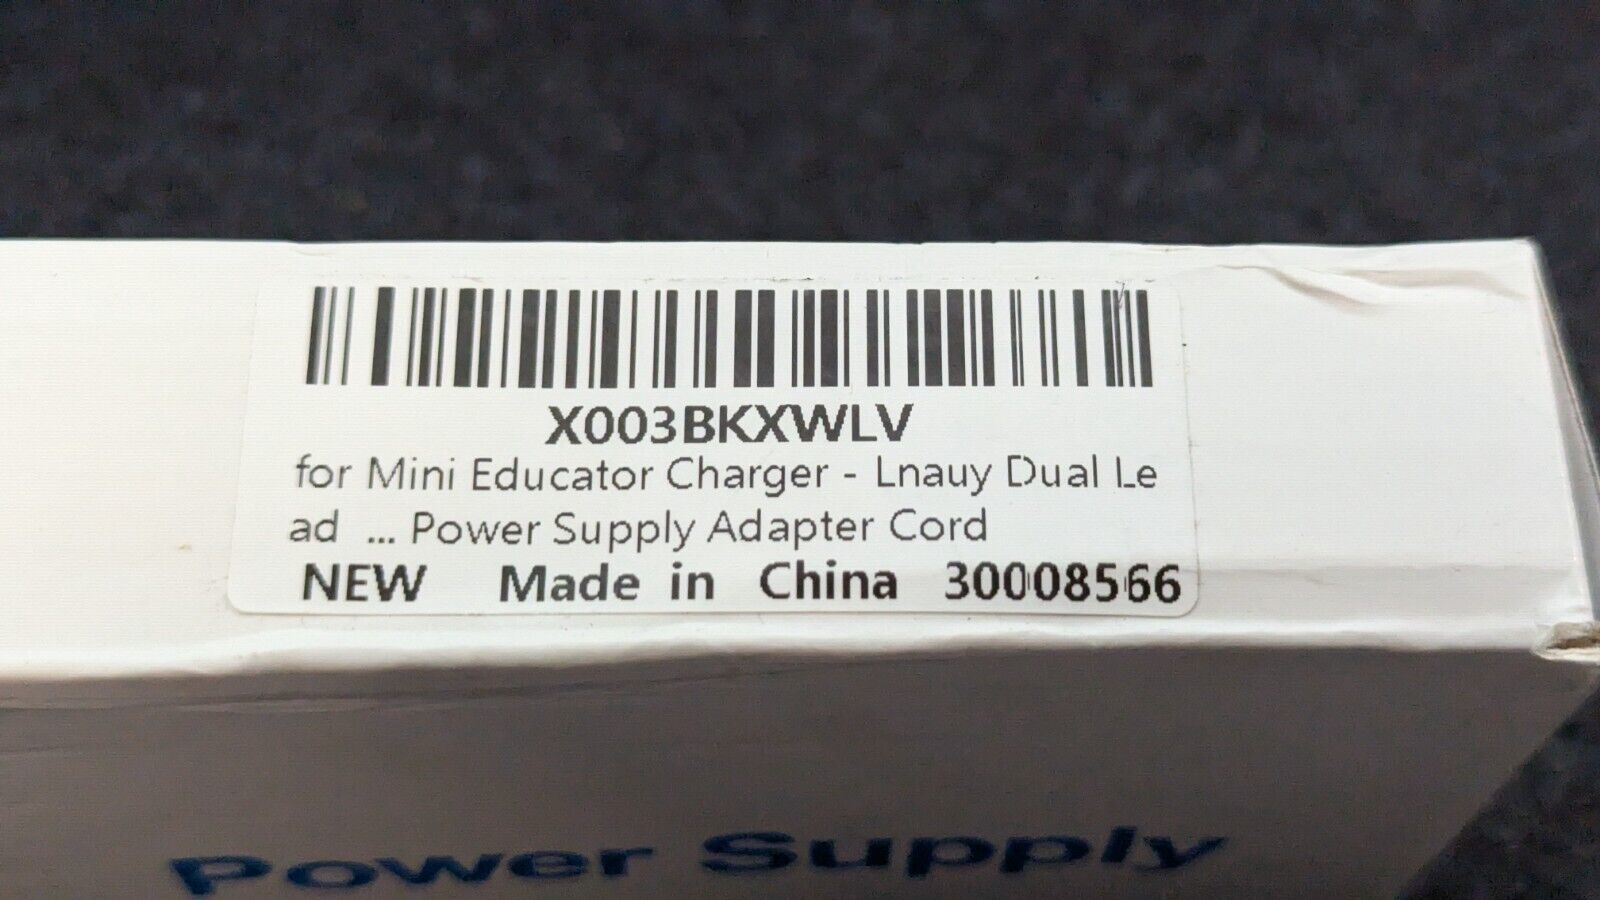 X003BKXWLV
for Mini Educator Charger - Lnauy Dual Le
ad ... Power Supply Adapter Cord
NEW Made in China 30008566
Power Supply